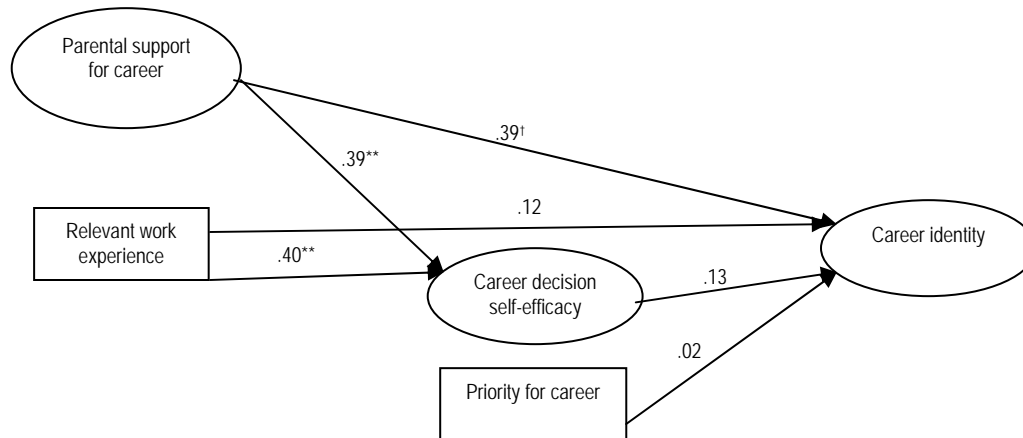 Parental support
for career
.39†
.39**
.12
Relevant work
experience
Career identity
.40**
Career decision
self-efficacy
.13
.02
Priority for career